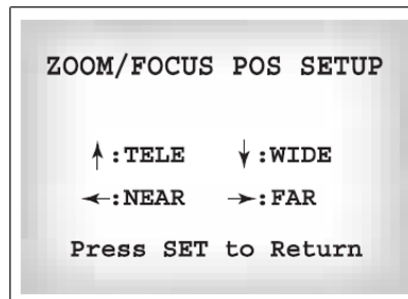 ZOOM/FOCUS POS SETUP
↑:TELE ↓:WIDE
←:NEAR →:FAR
Press SET to Return